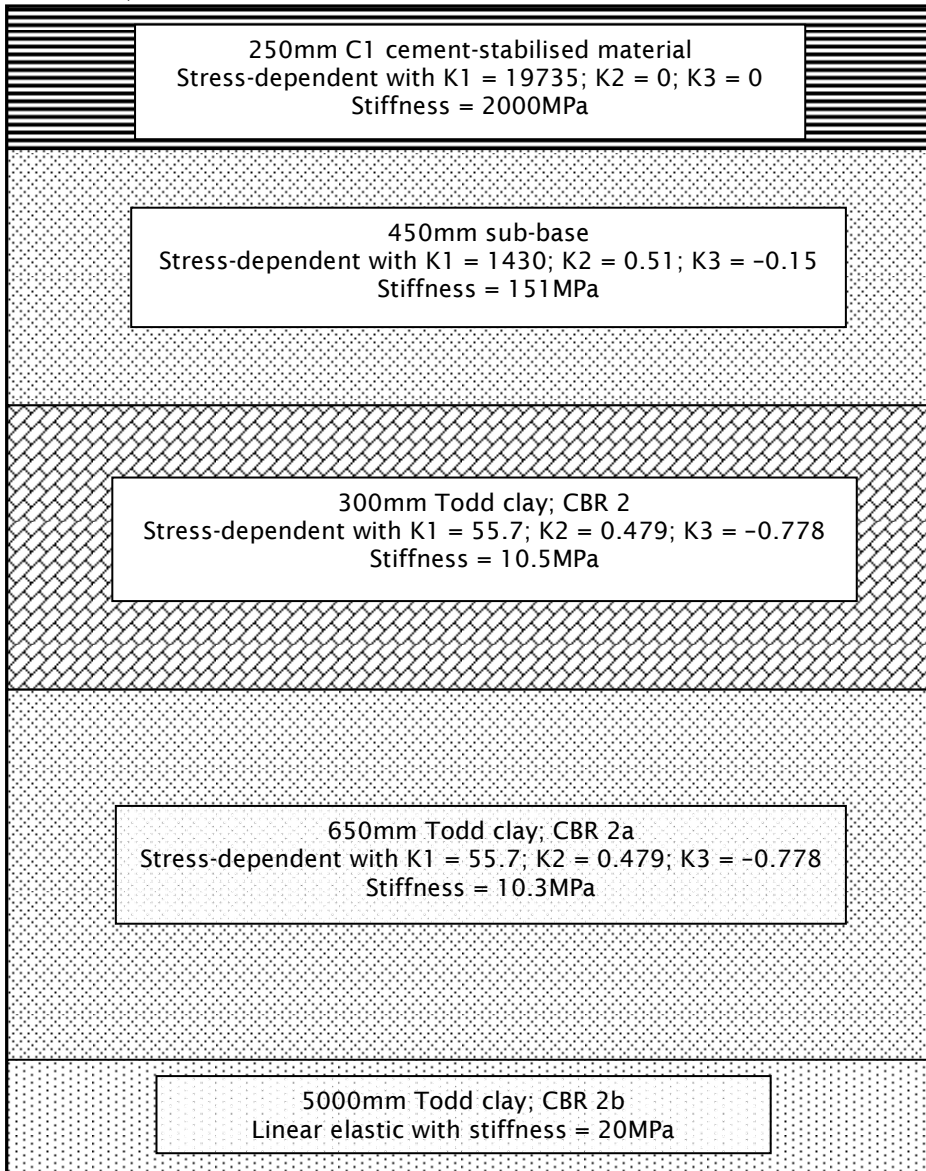 250mm C1 cement-stabilised material
Stress-dependent with K1 = 19735; K2 = 0; K3 = 0
Stiffness = 2000MPa
450mm sub-base
Stress-dependent with K1 = 1430; K2 = 0.51; K3 = –0.15
Stiffness = 151MPa
300mm Todd clay; CBR 2
Stress-dependent with K1 = 55.7; K2 = 0.479; K3 = –0.778
Stiffness = 10.5MPa
650mm Todd clay; CBR 2a
Stress-dependent with K1 = 55.7; K2 = 0.479; K3 = –0.778
Stiffness = 10.3MPa
5000mm Todd clay; CBR 2b
Linear elastic with stiffness = 20MPa